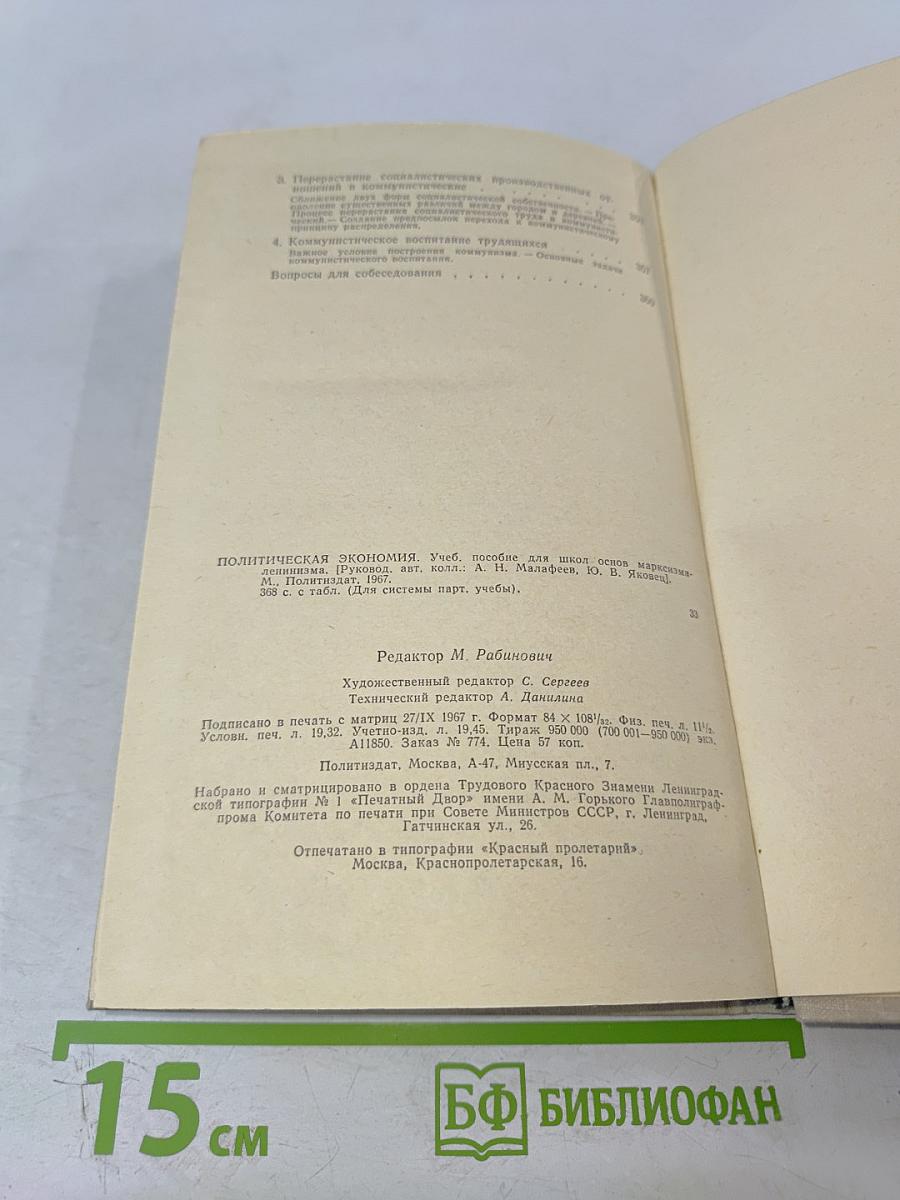 3. Перерастание социалистических производственных от-
ношений в коммунистические . . . . . . . . .
Сближение двух форм социалистической собственности.— Пре-
одоление существенных различий между городом и деревней.—
Процесс перерастания социалистического труда в коммунисти-
ческий.— Создание предпосылок перехода к коммунистическому
принципу распределения.
4. Коммунистическое воспитание трудящихся . . . . 357
Важное условие построения коммунизма.— Основные задачи
коммунистического воспитания.
Вопросы для собеседования . . . . . . . . . . . 360
ПОЛИТИЧЕСКАЯ ЭКОНОМИЯ. Учеб. пособие для школ основ марксизма-
ленинизма. [Руковод. авт. колл.: А. Н. Малафеев, Ю. В. Яковец].
М., Политиздат, 1967.
368 с. с табл. (Для системы парт. учебы).
33
Редактор М. Рабинович
Художественный редактор С. Сергеев
Технический редактор А. Данилина
Подписано в печать с матриц 27/IX 1967 г. Формат 84 × 108¹/₃₂. Физ. печ. л. 11¹/₂.
Условн. печ. л. 19,32. Учетно-изд. л. 19,45. Тираж 950 000 (700 001—950 000) экз.
А11850. Заказ № 774. Цена 57 коп.
Политиздат, Москва, А-47, Миусская пл., 7.
Набрано и сматрицировано в ордена Трудового Красного Знамени Ленинград-
ской типографии № 1 «Печатный Двор» имени А. М. Горького Главполиграф-
прома Комитета по печати при Совете Министров СССР, г. Ленинград,
Гатчинская ул., 26.
Отпечатано в типографии «Красный пролетарий».
Москва, Краснопролетарская, 16.
15 см
БФ БИБЛИОФАН